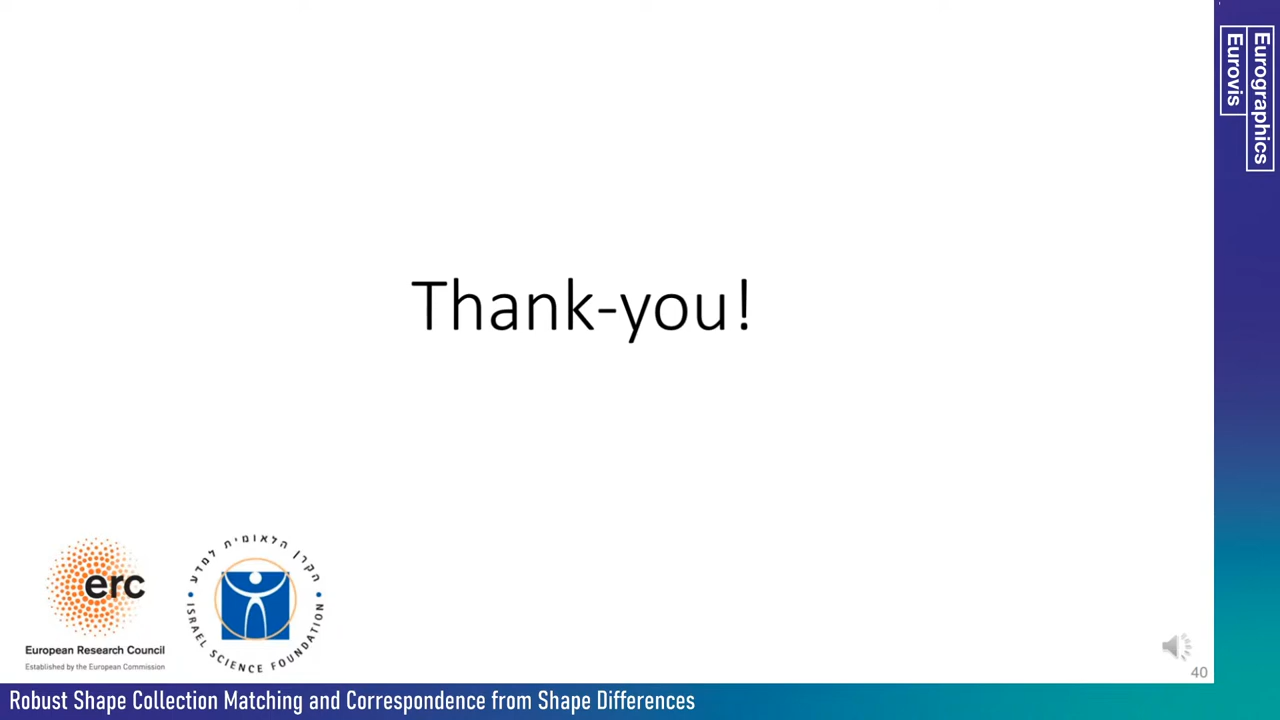 Eurographics
Eurovis
Thank-you!
erc
European Research Council
Established by the European Commission
הקרן הלאומית למדע
ISRAEL SCIENCE FOUNDATION
40
Robust Shape Collection Matching and Correspondence from Shape Differences